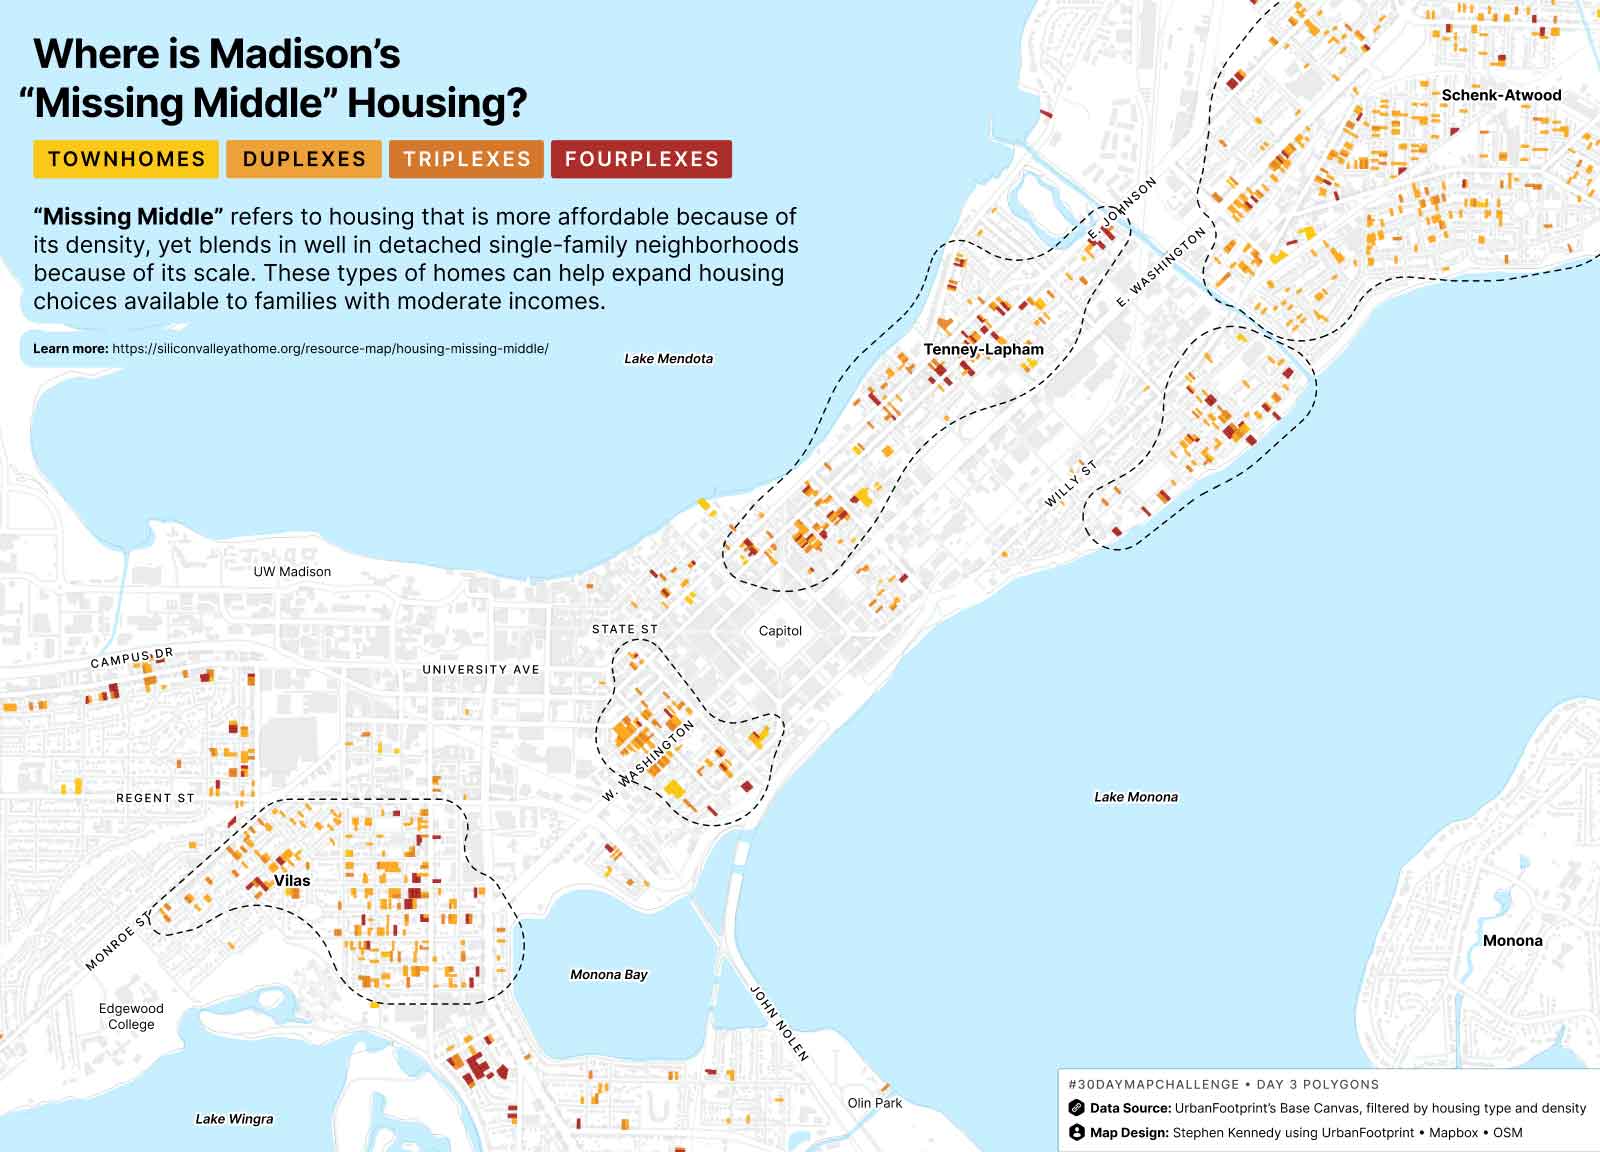 Where is Madison’s
“Missing Middle” Housing?
TOWNHOMES DUPLEXES TRIPLEXES FOURPLEXES
“Missing Middle” refers to housing that is more affordable because of
its density, yet blends in well in detached single-family neighborhoods
because of its scale. These types of homes can help expand housing
choices available to families with moderate incomes.
Learn more: https://siliconvalleyathome.org/resource-map/housing-missing-middle/
Schenk-Atwood
E. JOHNSON
E. WASHINGTON
Lake Mendota
Tenney-Lapham
WILLY ST
UW Madison
STATE ST
Capitol
CAMPUS DR
UNIVERSITY AVE
W. WASHINGTON
REGENT ST
Lake Monona
Vilas
MONROE ST
Monona
Monona Bay
Edgewood
College
JOHN NOLEN
Olin Park
Lake Wingra
#30DAYMAPCHALLENGE • DAY 3 POLYGONS
Data Source: UrbanFootprint’s Base Canvas, filtered by housing type and density
Map Design: Stephen Kennedy using UrbanFootprint • Mapbox • OSM